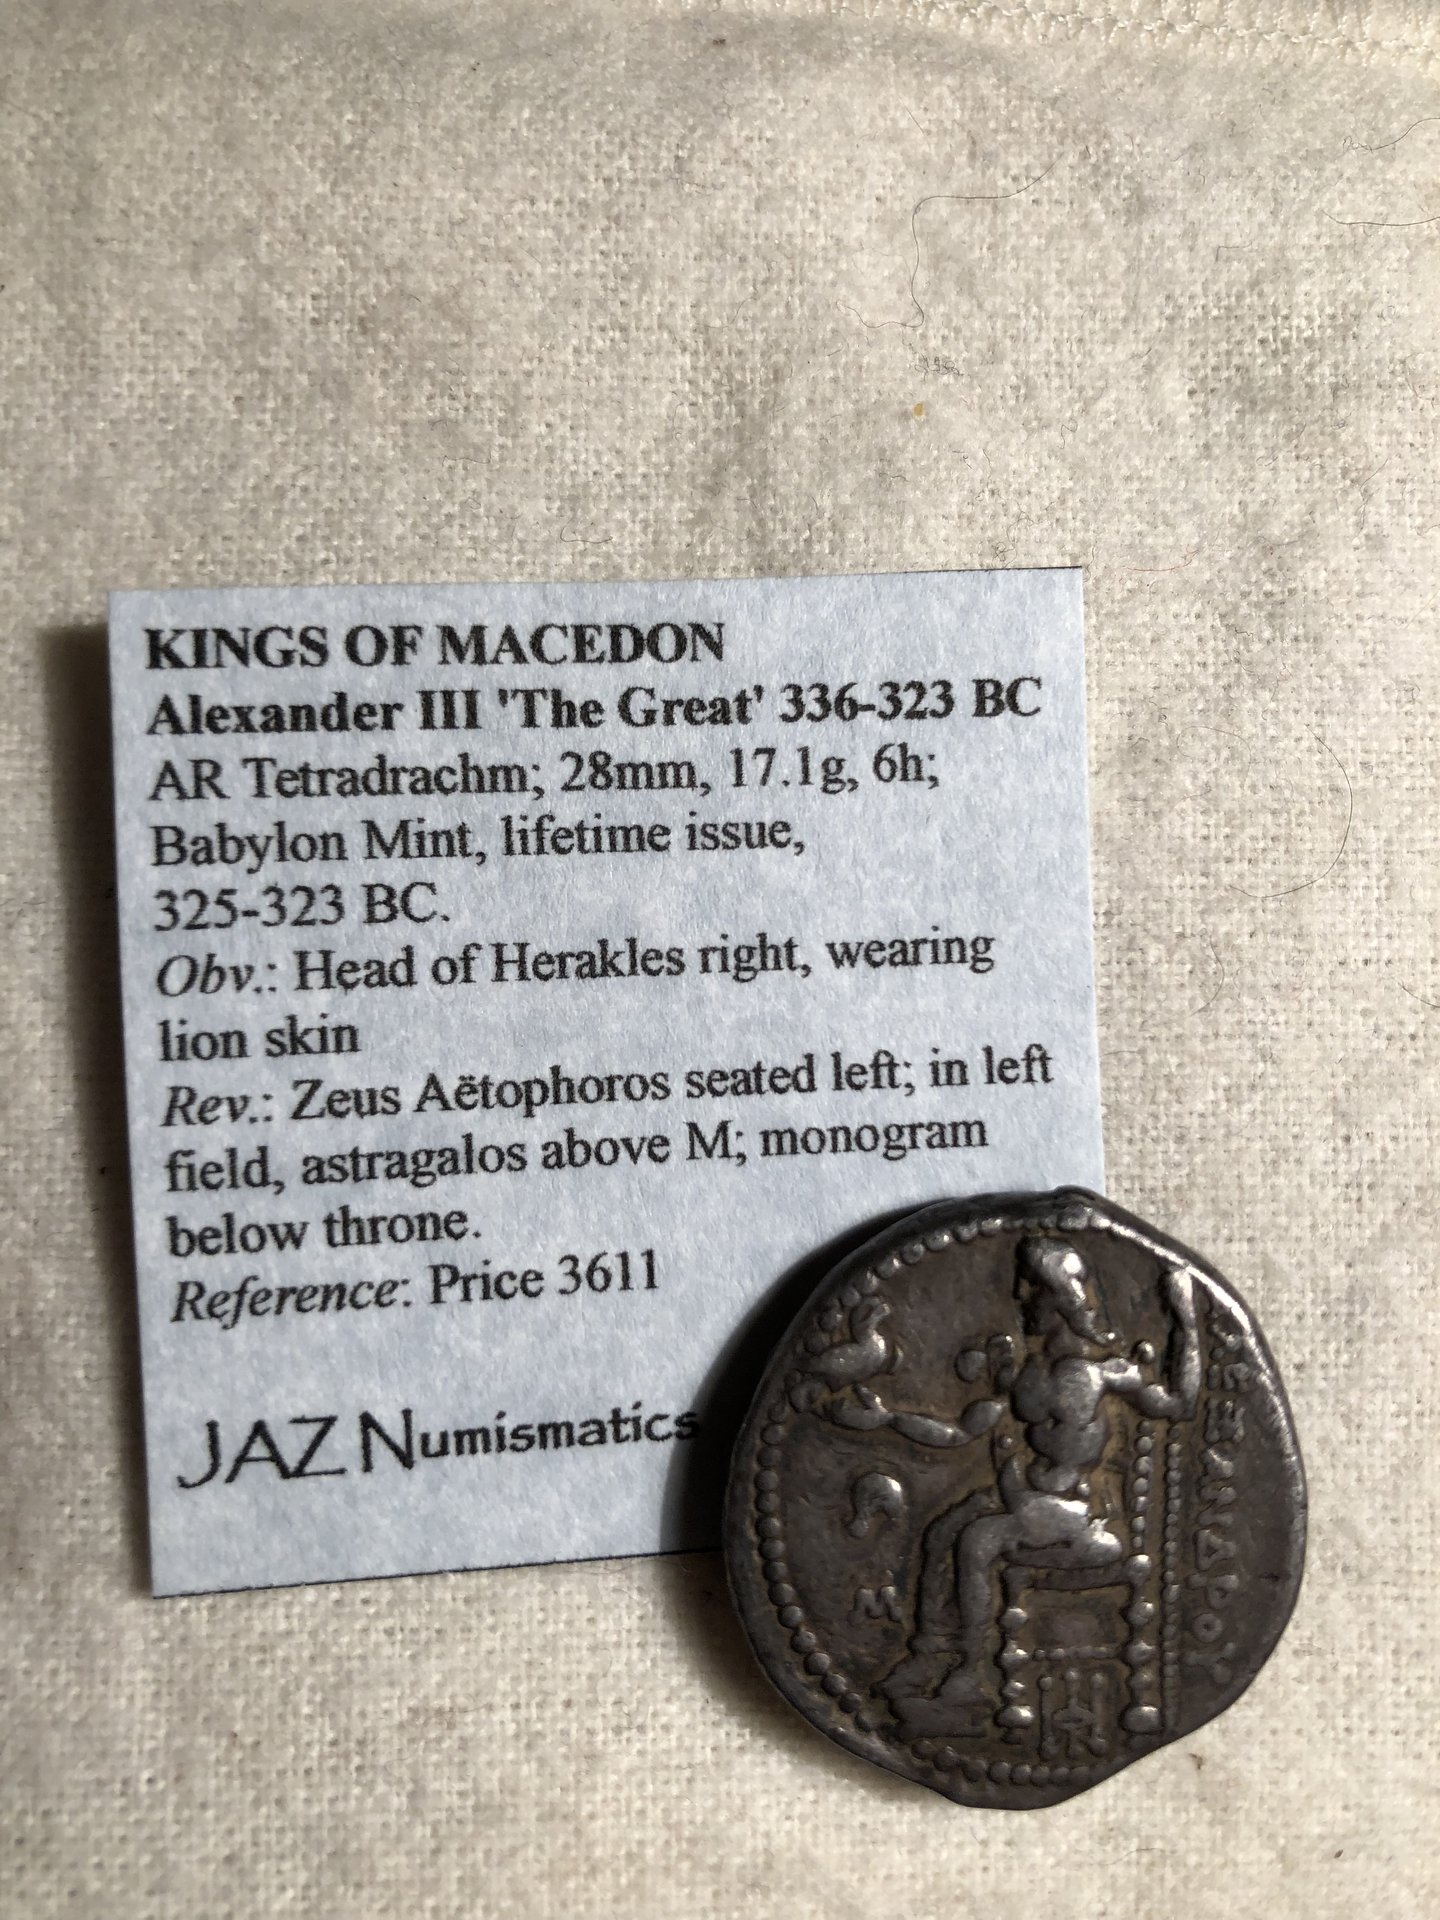 KINGS OF MACEDON
Alexander III 'The Great' 336-323 BC
AR Tetradrachm; 28mm, 17.1g, 6h;
Babylon Mint, lifetime issue,
325-323 BC.
Obv.: Head of Herakles right, wearing
lion skin
Rev.: Zeus Aëtophoros seated left; in left
field, astragalos above M; monogram
below throne.
Reference: Price 3611
JAZ Numismatics
M